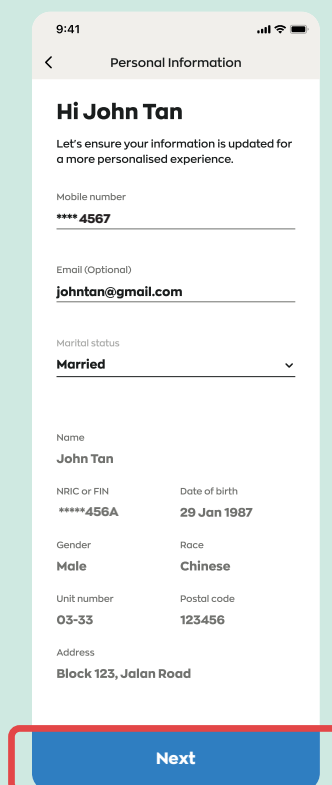 9:41
Personal Information
Hi John Tan
Let's ensure your information is updated for
a more personalised experience.
Mobile number
**** 4567
Email (Optional)
johntan@gmail.com
Marital status
Married
Name
John Tan
NRIC or FIN
*****456A
Date of birth
29 Jan 1987
Gender
Male
Race
Chinese
Unit number
03-33
Postal code
123456
Address
Block 123, Jalan Road
Next